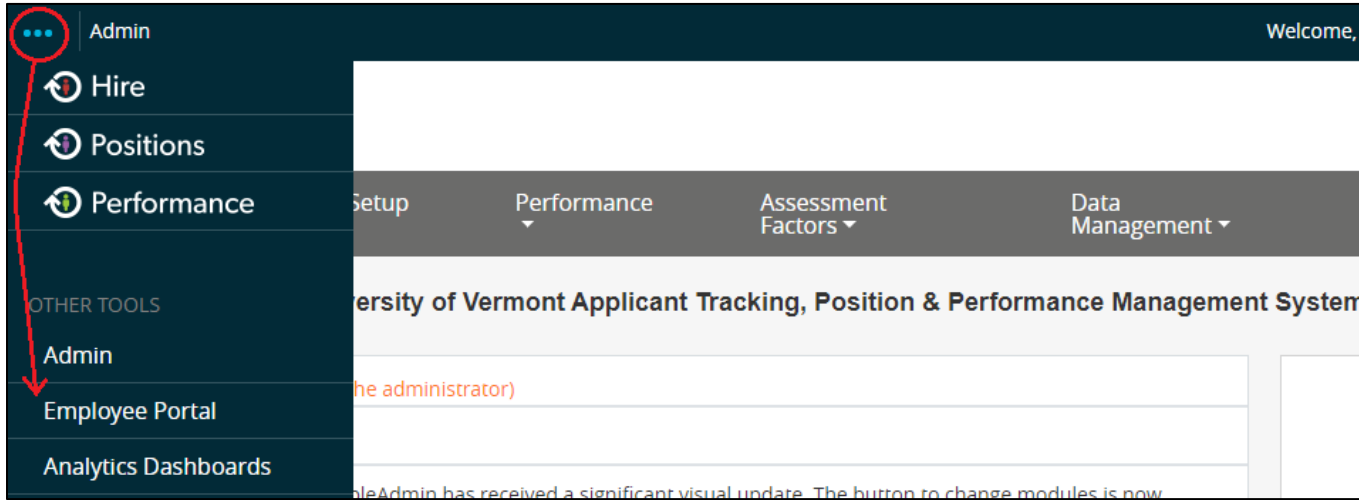 ••• Admin Welcome,
Hire
Positions
Performance
Setup Performance Assessment Factors Data Management
OTHER TOOLS
ersity of Vermont Applicant Tracking, Position & Performance Management System
Admin
he administrator)
Employee Portal
Analytics Dashboards
pleAdmin has received a significant visual update. The button to change modules is now